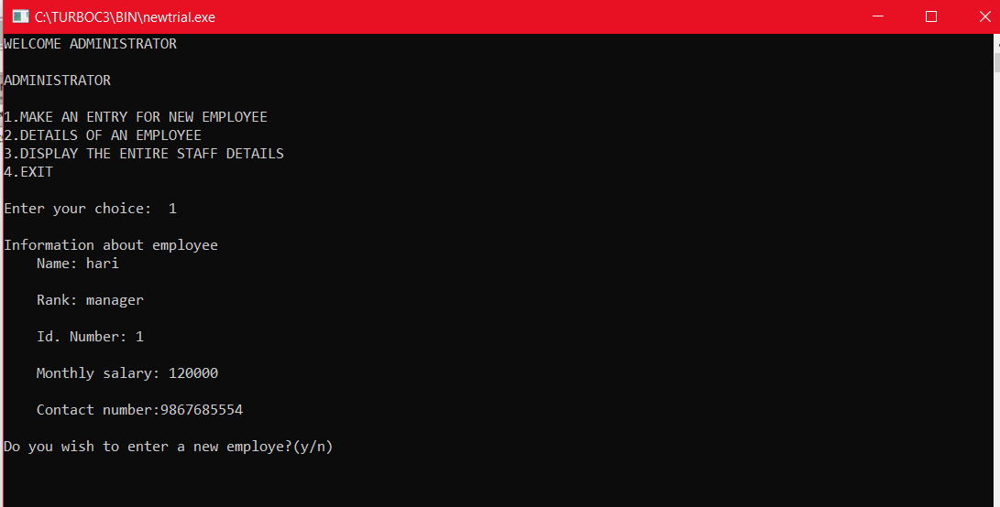 C:\TURBOC3\BIN\newtrial.exe
WELCOME ADMINISTRATOR
ADMINISTRATOR
1.MAKE AN ENTRY FOR NEW EMPLOYEE
2.DETAILS OF AN EMPLOYEE
3.DISPLAY THE ENTIRE STAFF DETAILS
4.EXIT
Enter your choice:  1
Information about employee
Name: hari
Rank: manager
Id. Number: 1
Monthly salary: 120000
Contact number:9867685554
Do you wish to enter a new employe?(y/n)